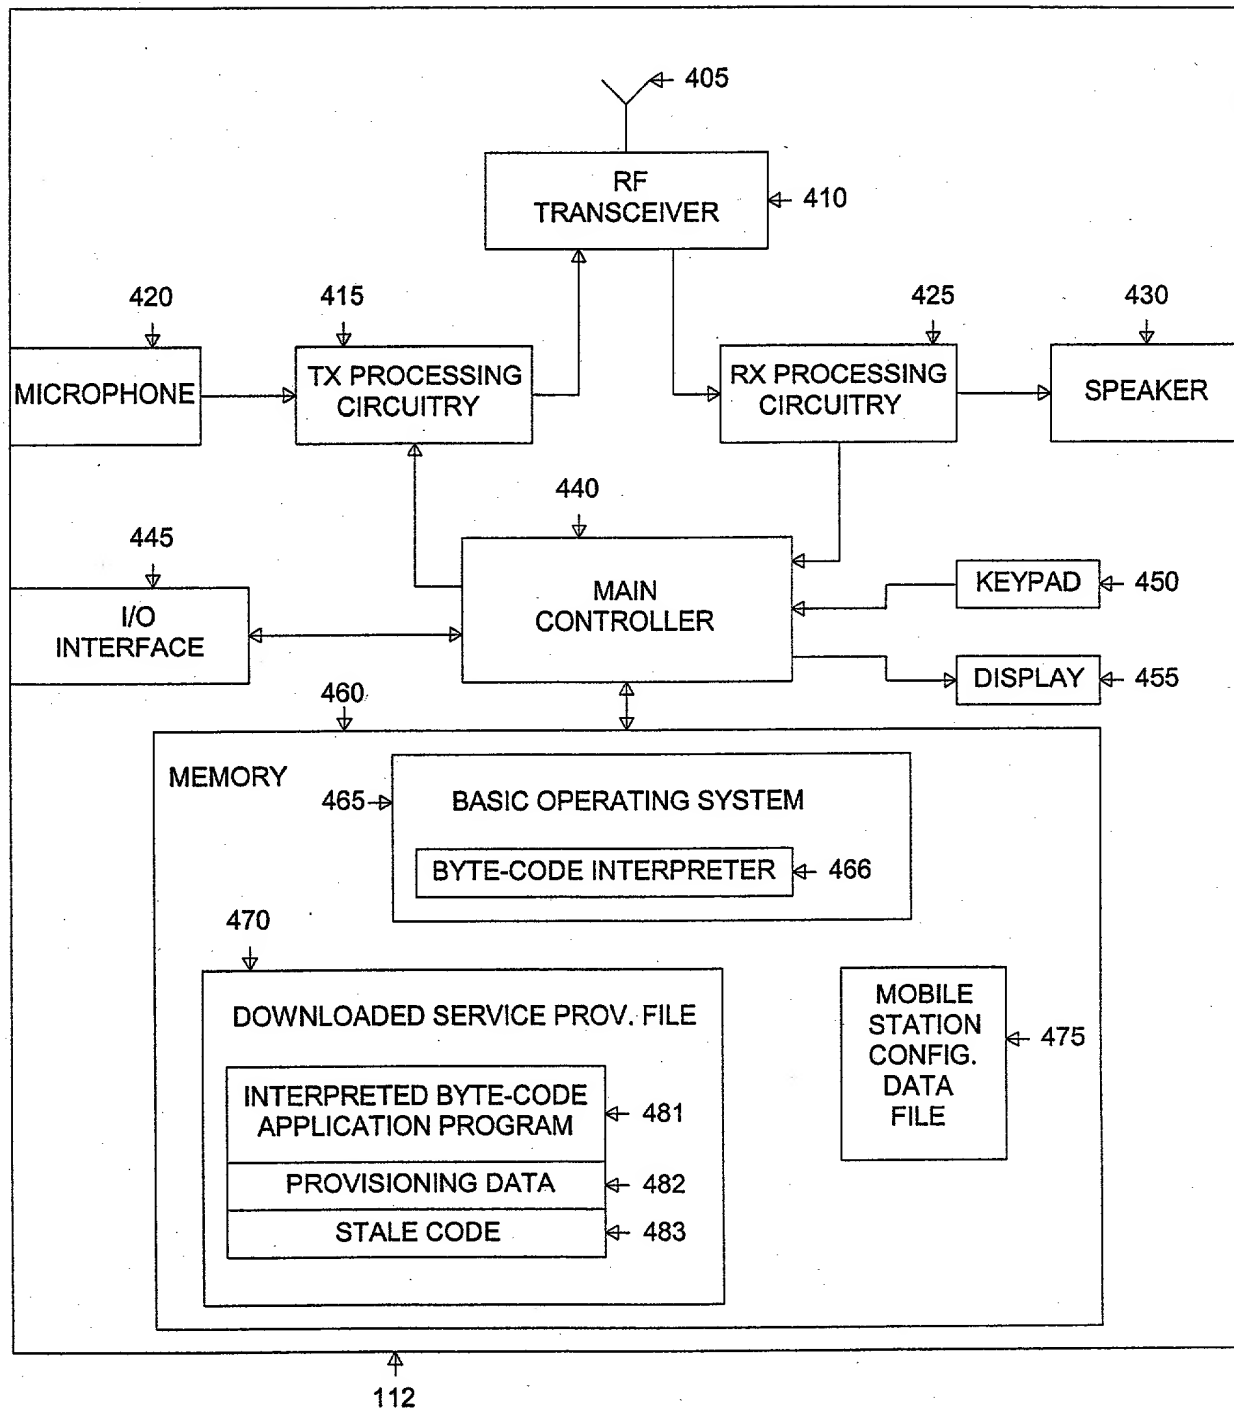 405
RF
TRANSCEIVER
410
420
415
425
430
MICROPHONE
TX PROCESSING
CIRCUITRY
RX PROCESSING
CIRCUITRY
SPEAKER
440
445
I/O
INTERFACE
MAIN
CONTROLLER
KEYPAD
450
DISPLAY
455
460
MEMORY
465
BASIC OPERATING SYSTEM
BYTE-CODE INTERPRETER
466
470
DOWNLOADED SERVICE PROV. FILE
INTERPRETED BYTE-CODE
APPLICATION PROGRAM
481
PROVISIONING DATA
482
STALE CODE
483
MOBILE
STATION
CONFIG.
DATA
FILE
475
112